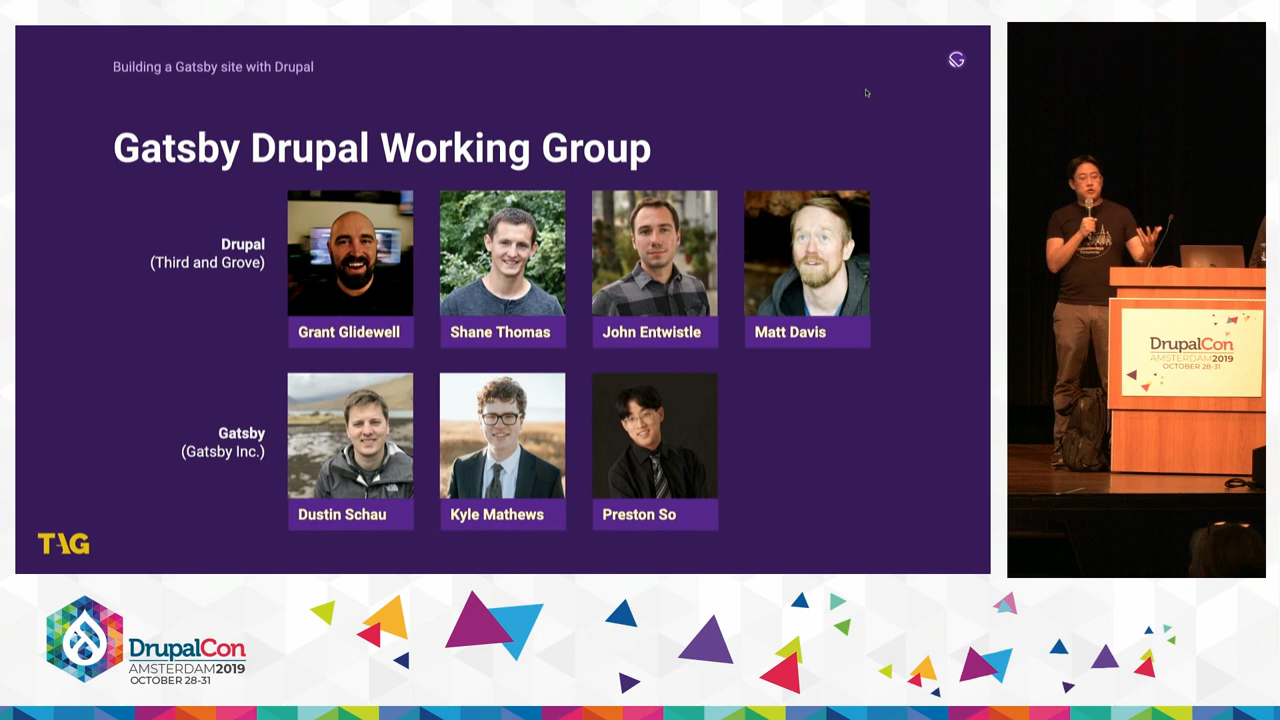 Building a Gatsby site with Drupal
Gatsby Drupal Working Group
Drupal
(Third and Grove)
Grant Glidewell
Shane Thomas
John Entwistle
Matt Davis
Gatsby
(Gatsby Inc.)
Dustin Schau
Kyle Mathews
Preston So
TAG
DrupalCon
AMSTERDAM2019
OCTOBER 28-31
DrupalCon
AMSTERDAM2019
OCTOBER 28-31